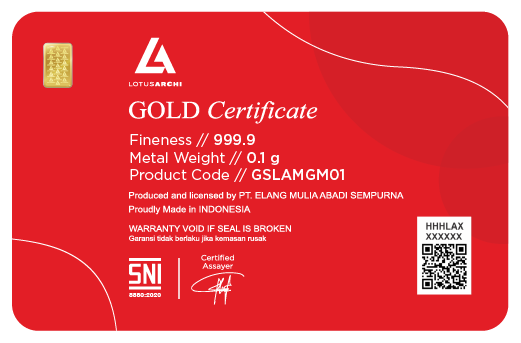 LOTUSARCHI
GOLD Certificate
Fineness // 999.9
Metal Weight // 0.1 g
Product Code // GSLAMGM01
Produced and licensed by PT. ELANG MULIA ABADI SEMPURNA
Proudly Made in INDONESIA
WARRANTY VOID IF SEAL IS BROKEN
Garansi tidak berlaku jika kemasan rusak
HHHLAX
XXXXXX
SNI
8880:2020
Certified
Assayer